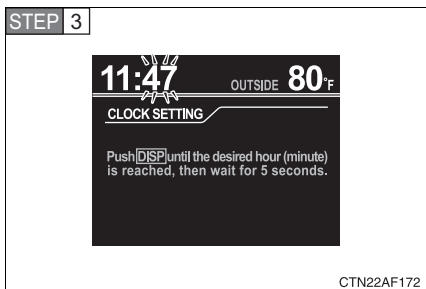 STEP 3
11:47 OUTSIDE 80°F
CLOCK SETTING
Push DISP until the desired hour (minute)
is reached, then wait for 5 seconds.
CTN22AF172